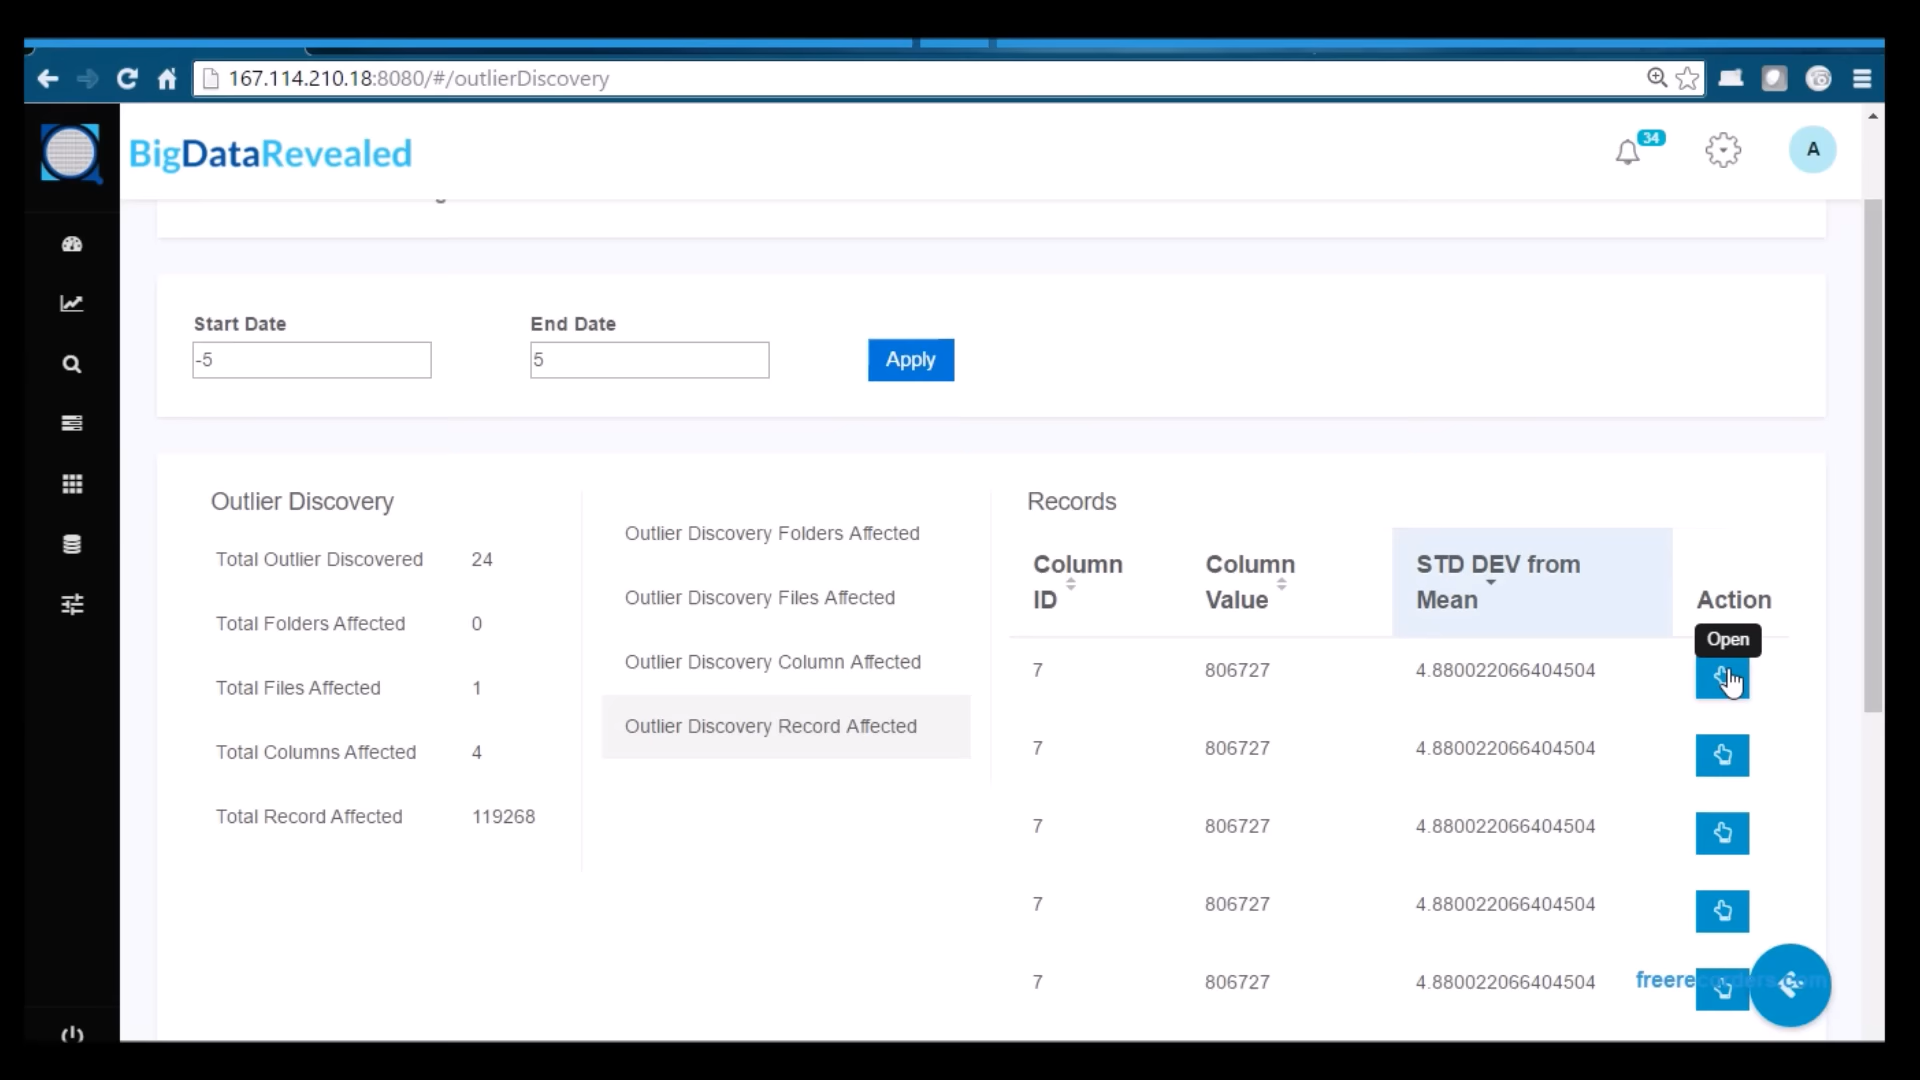 167.114.210.18:8080/#/outlierDiscovery
BigDataRevealed
34
A
Start Date
End Date
-5
5
Apply
Outlier Discovery
Total Outlier Discovered 24
Total Folders Affected 0
Total Files Affected 1
Total Columns Affected 4
Total Record Affected 119268
Outlier Discovery Folders Affected
Outlier Discovery Files Affected
Outlier Discovery Column Affected
Outlier Discovery Record Affected
Records
Column ID
Column Value
STD DEV from Mean
Action
Open
7 806727 4.880022066404504
7 806727 4.880022066404504
7 806727 4.880022066404504
7 806727 4.880022066404504
7 806727 4.880022066404504